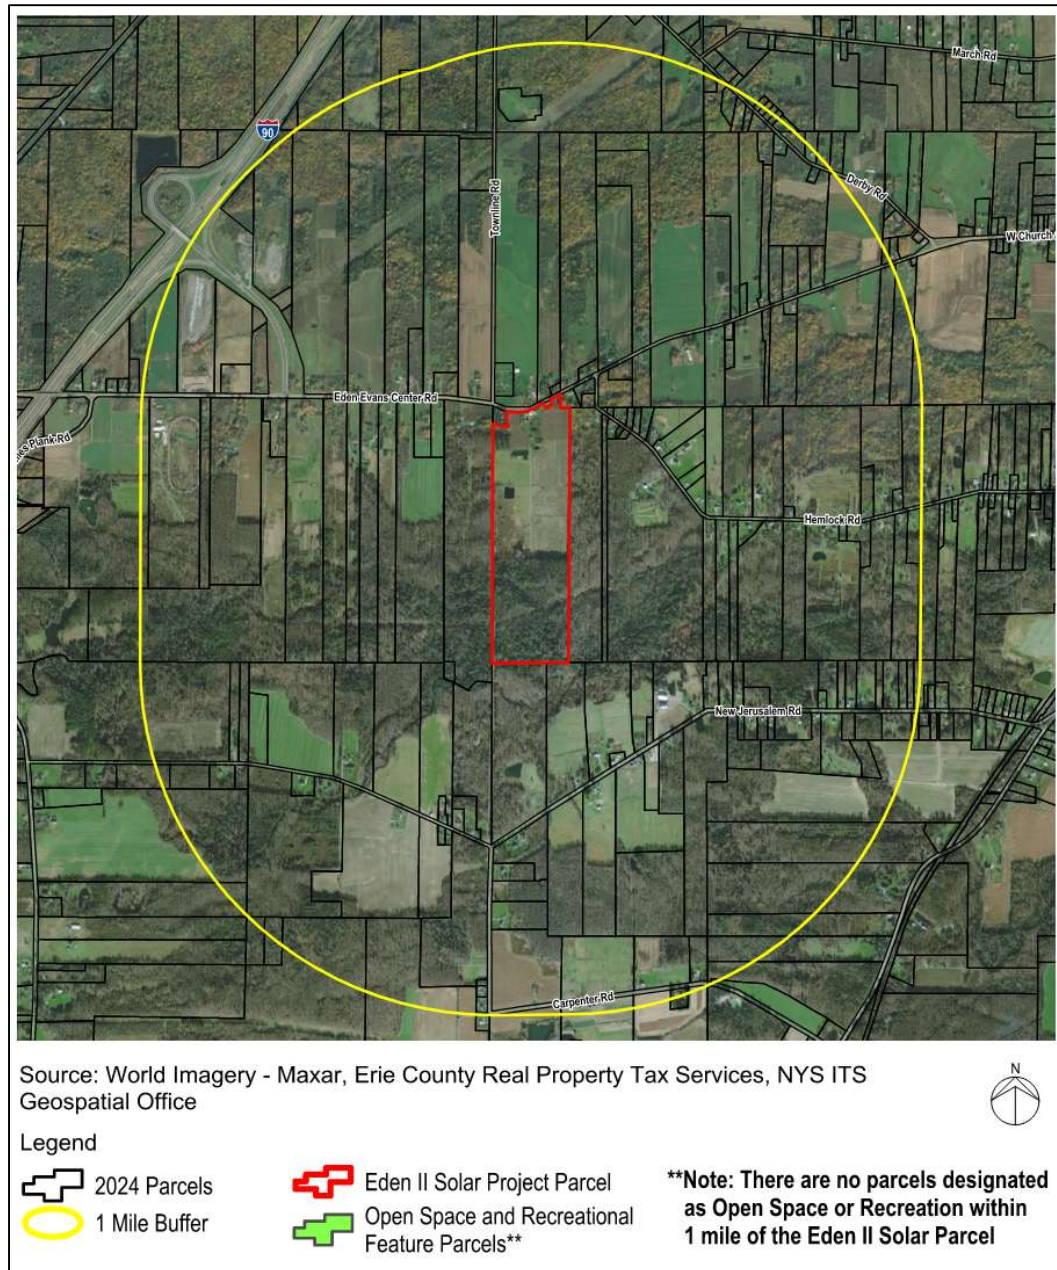 March Rd
90
Derby Rd
Townline Rd
W Church
Eden Evans Center Rd
Plank Rd
Hemlock Rd
New Jerusalem Rd
Carpenter Rd
Source: World Imagery - Maxar, Erie County Real Property Tax Services, NYS ITS
Geospatial Office
N
Legend
2024 Parcels
1 Mile Buffer
Eden II Solar Project Parcel
Open Space and Recreational
Feature Parcels**
**Note: There are no parcels designated
as Open Space or Recreation within
1 mile of the Eden II Solar Parcel